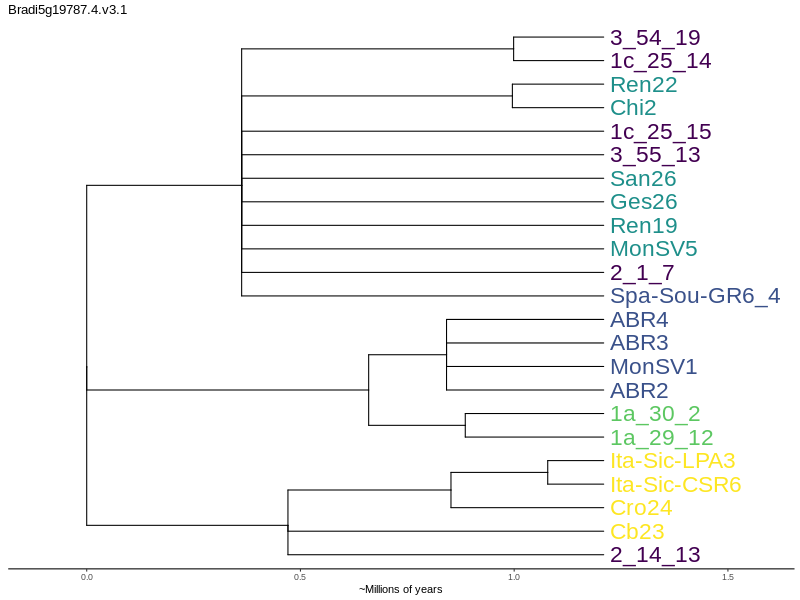 Bradi5g19787.4.v3.1
3_54_19
1c_25_14
Ren22
Chi2
1c_25_15
3_55_13
San26
Ges26
Ren19
MonSV5
2_1_7
Spa-Sou-GR6_4
ABR4
ABR3
MonSV1
ABR2
1a_30_2
1a_29_12
Ita-Sic-LPA3
Ita-Sic-CSR6
Cro24
Cb23
2_14_13
0.0 0.5 1.0 1.5
~Millions of years